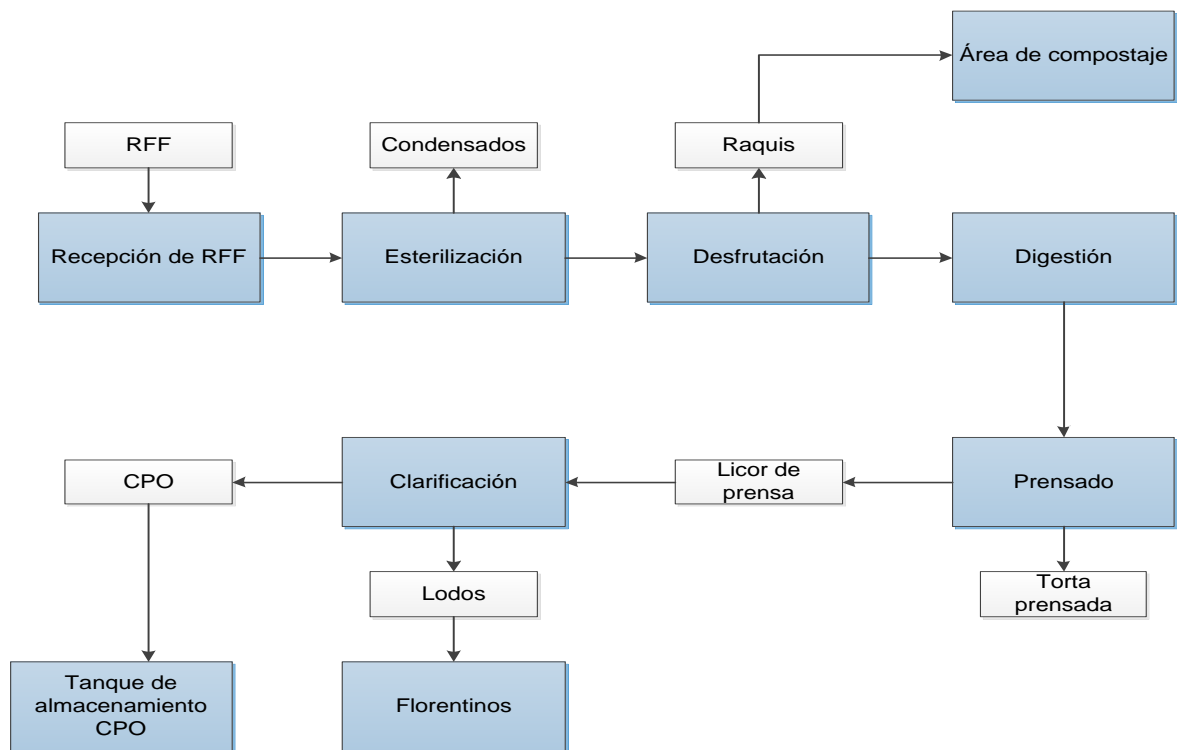 Área de compostaje
RFF
Condensados
Raquis
Recepción de RFF
Esterilización
Desfrutación
Digestión
CPO
Clarificación
Licor de
prensa
Prensado
Lodos
Torta
prensada
Tanque de
almacenamiento
CPO
Florentinos